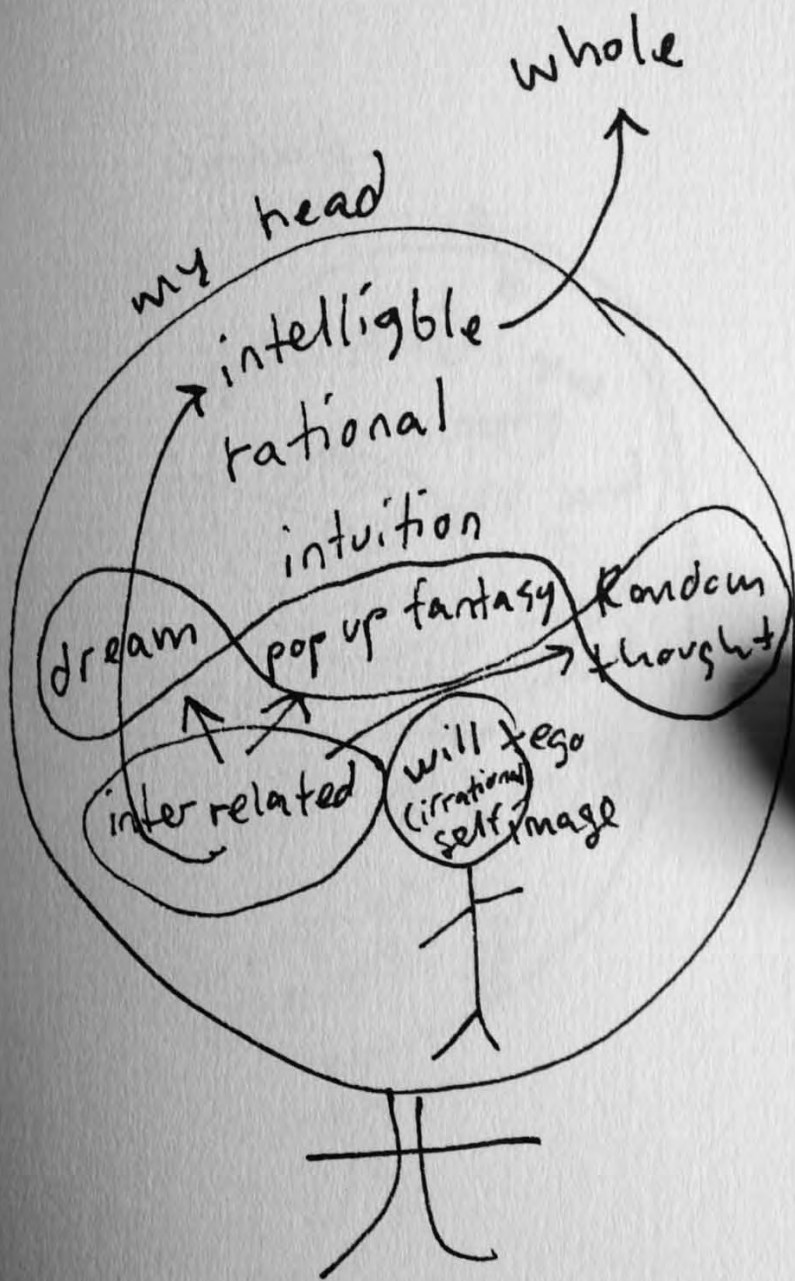 whole
my head
intelligble
rational
intuition
dream
pop up fantasy
Random
thought
inter related
will + ego
(irrational)
self image